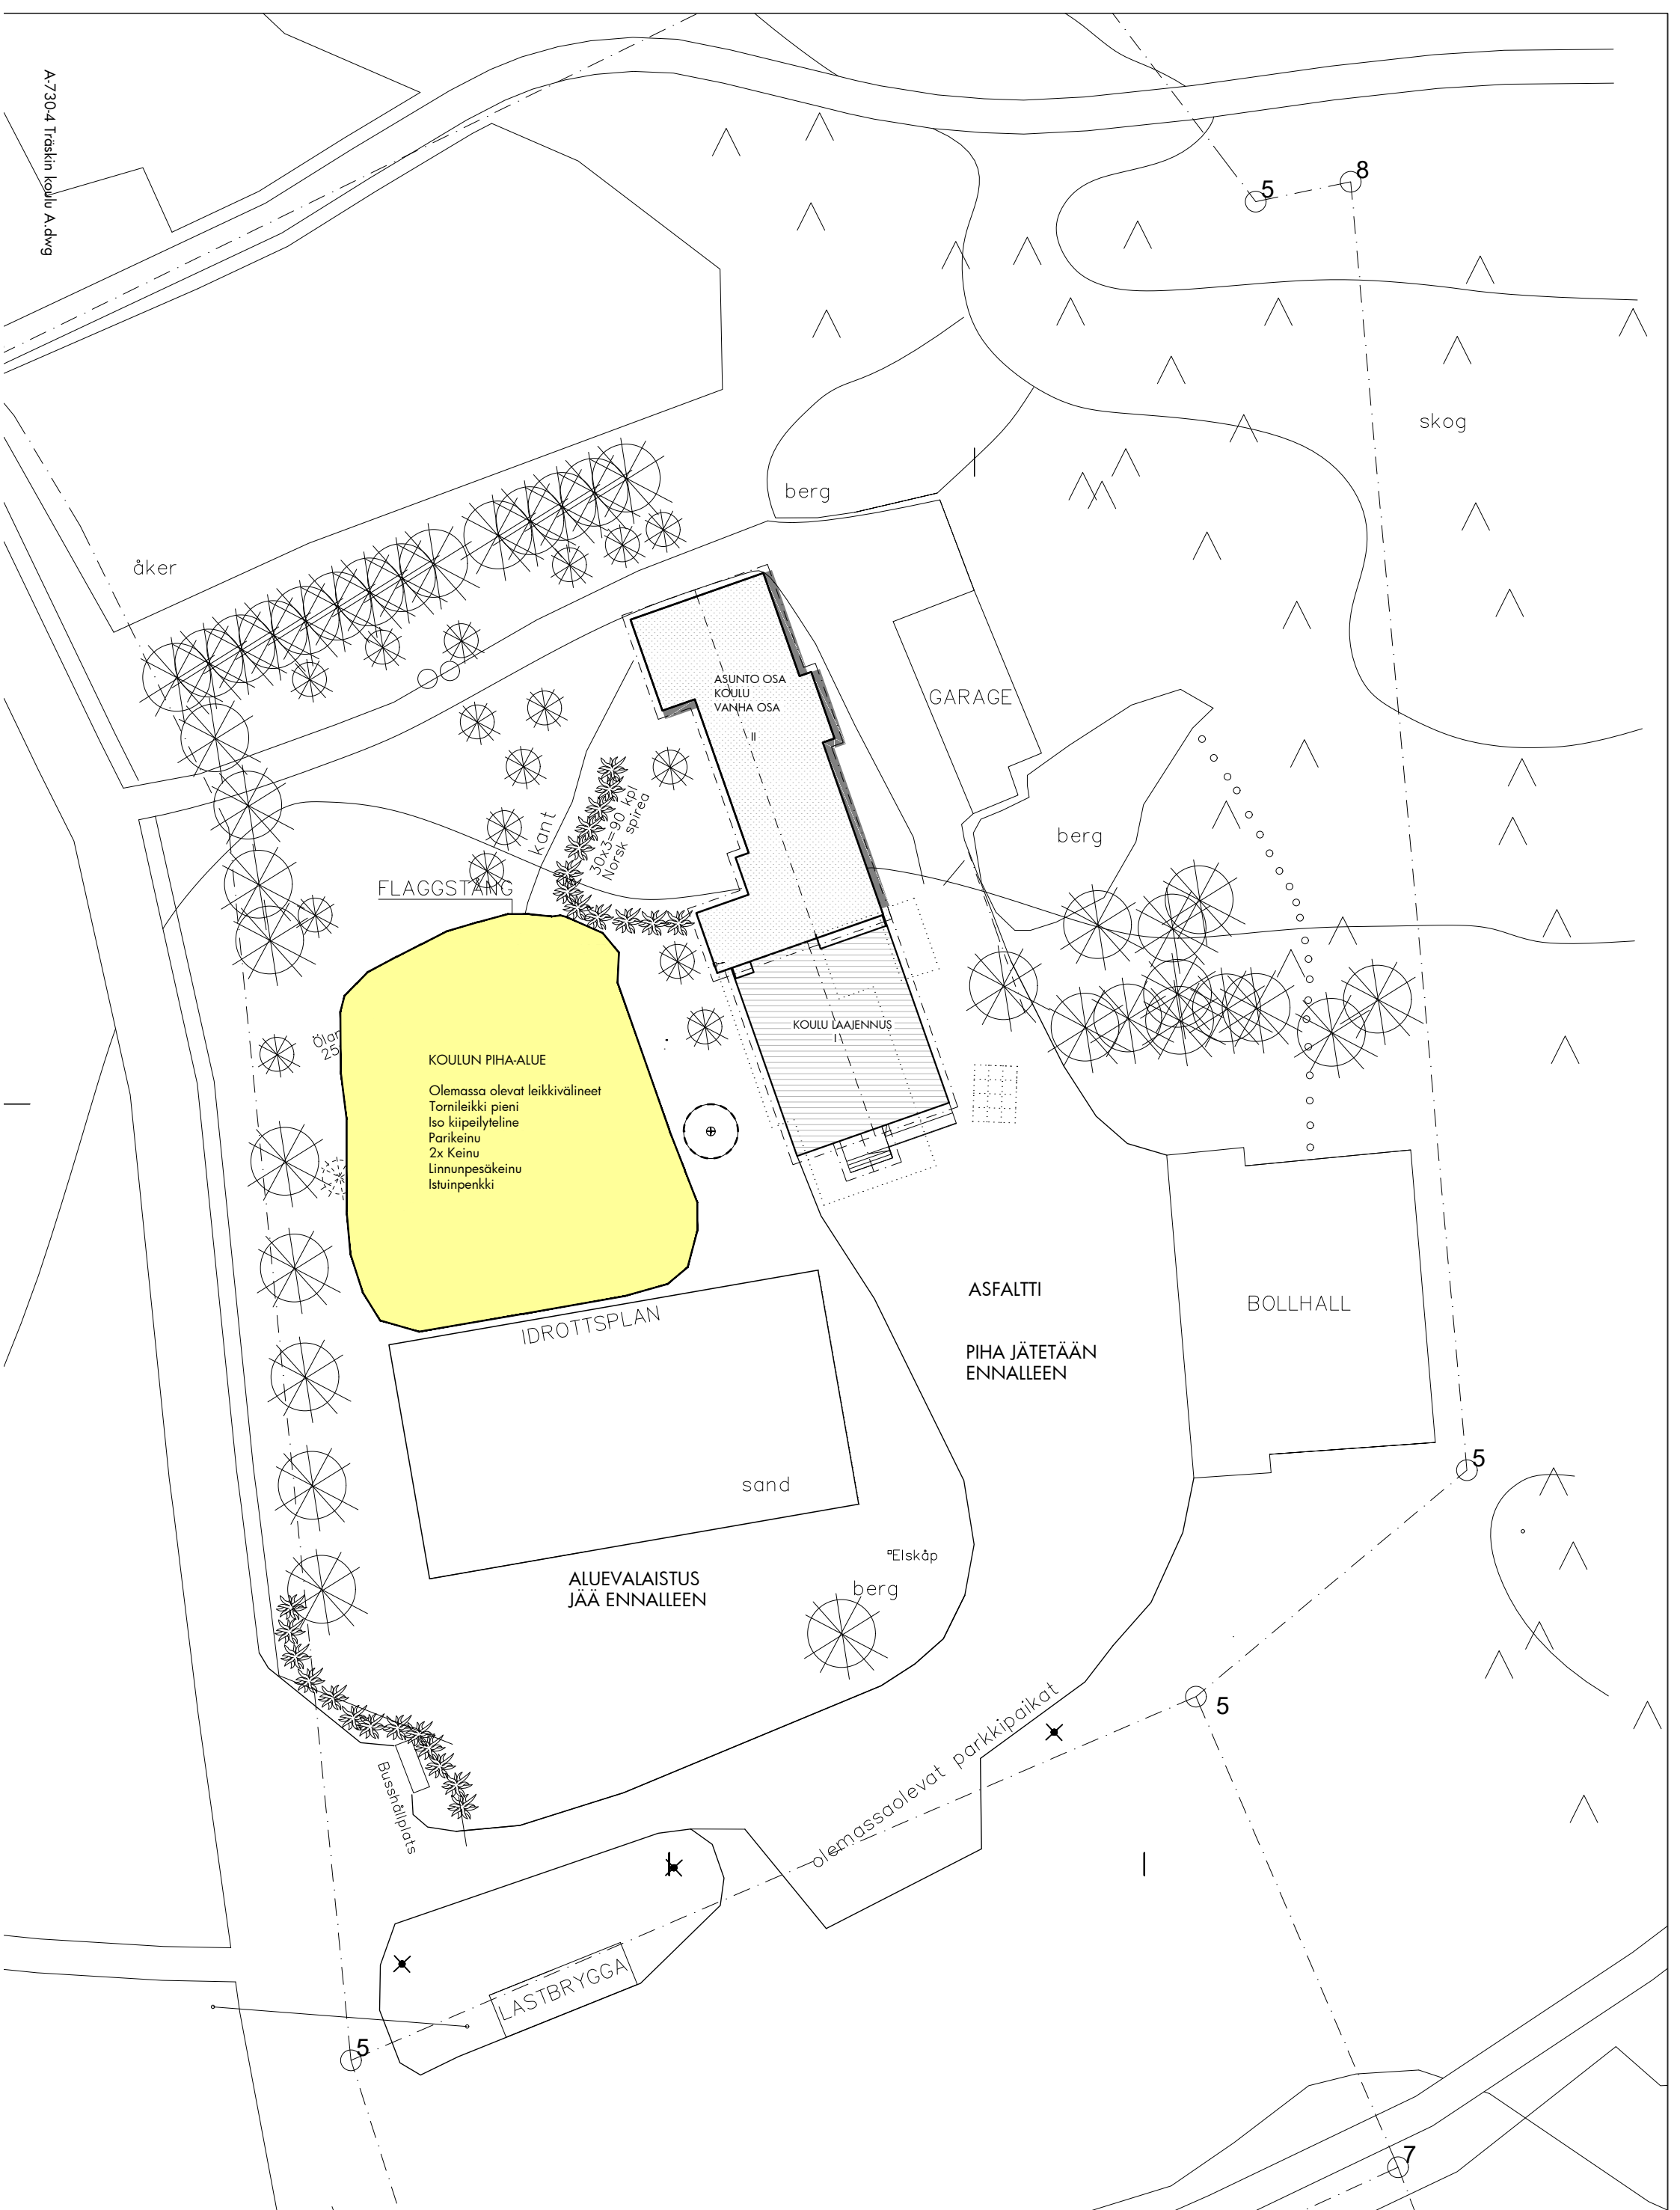 A-730-4 Träskin koulu A.dwg
5
8
skog
berg
åker
ASUNTO OSA
KOULU
VANHA OSA
II
GARAGE
kant
30x3=90 kpl
Norsk spirea
berg
FLAGGSTÅNG
KOULU LAAJENNUS
I
KOULUN PIHA-ALUE
Olemassa olevat leikkivälineet
Tornileikki pieni
Iso kiipeilyteline
Parikeinu
2x Keinu
Linnunpesäkeinu
Istuinpenkki
ASFALTTI
BOLLHALL
IDROTTSPLAN
PIHA JÄTETÄÄN
ENNALLEEN
5
sand
Elskåp
ALUEVALAISTUS
JÄÄ ENNALLEEN
berg
5
olemassaolevat parkkipaikat
Busshållplats
LASTBRYGGA
5
7